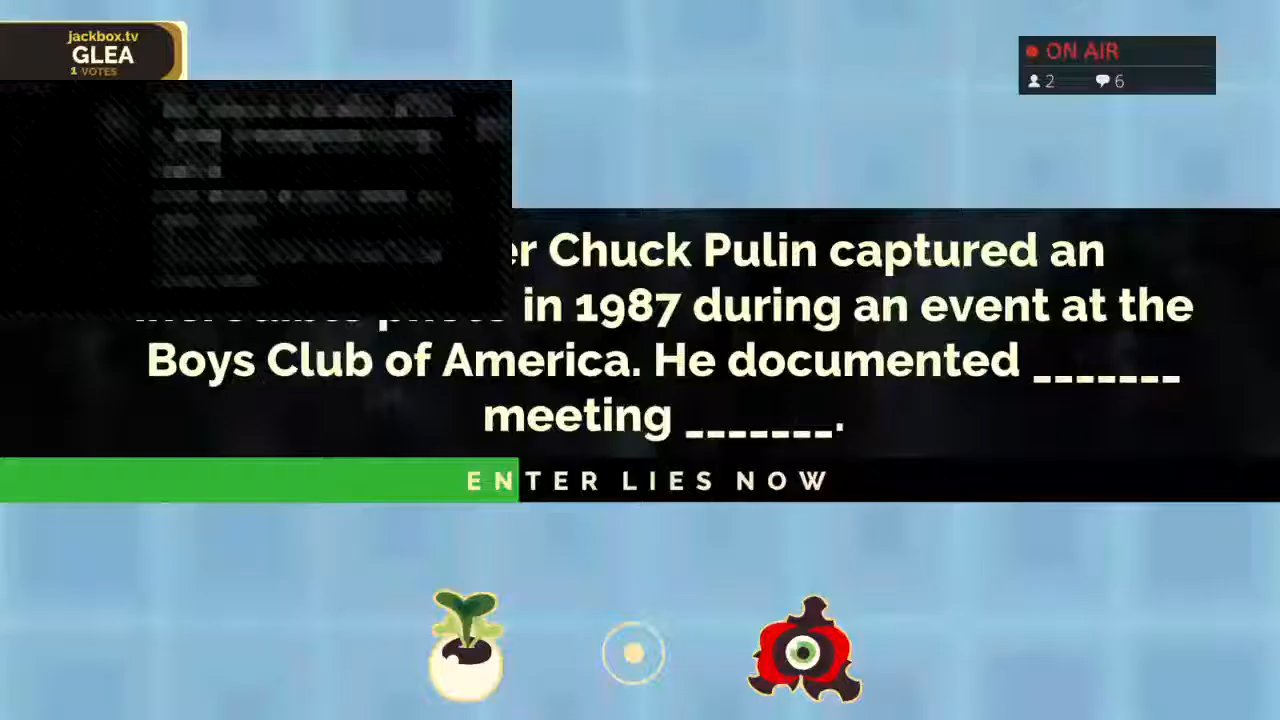 jackbox.tv
GLEA
1 VOTES
ON AIR
2 6
Chuck Pulin captured an
in 1987 during an event at the
Boys Club of America. He documented _______
meeting _______.
ENTER LIES NOW